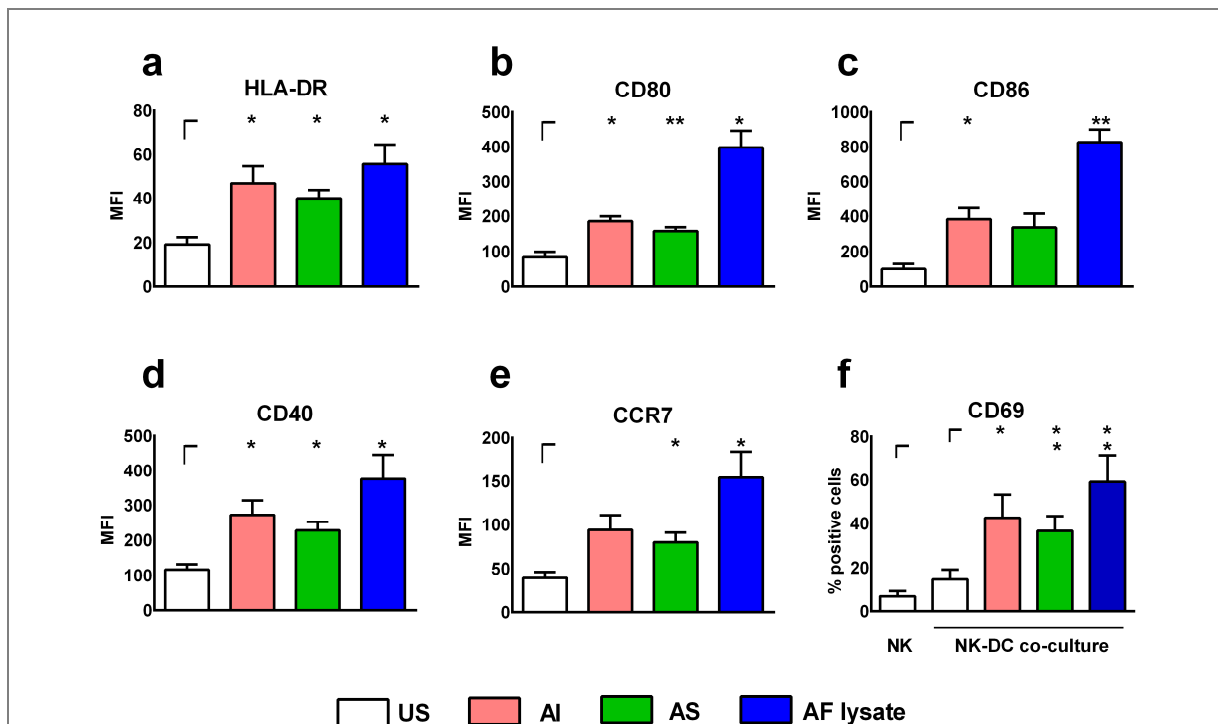 a
HLA-DR
MFI
80
60
40
20
0
* * *
b
CD80
MFI
500
400
300
200
100
0
* ** *
c
CD86
MFI
1000
800
600
400
200
0
* **
d
CD40
MFI
500
400
300
200
100
0
* * *
e
CCR7
MFI
200
150
100
50
0
* *
f
CD69
% positive cells
80
60
40
20
0
* * *
* *
NK NK-DC co-culture
US AI AS AF lysate